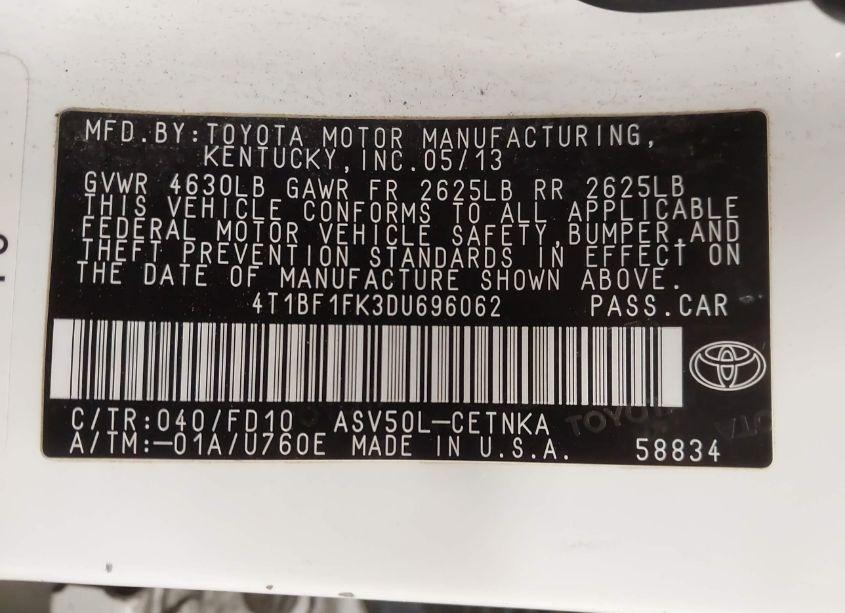 MFD.BY:TOYOTA MOTOR MANUFACTURING,
KENTUCKY,INC.05/13
GVWR 4630LB GAWR FR 2625LB RR 2625LB
THIS VEHICLE CONFORMS TO ALL APPLICABLE
FEDERAL MOTOR VEHICLE SAFETY,BUMPER,AND
THEFT PREVENTION STANDARDS IN EFFECT ON
THE DATE OF MANUFACTURE SHOWN ABOVE.
4T1BF1FK3DU696062 PASS.CAR
C/TR:040/FD10 ASV50L-CETNKA
A/TM:-01A/U760E MADE IN U.S.A. 58834